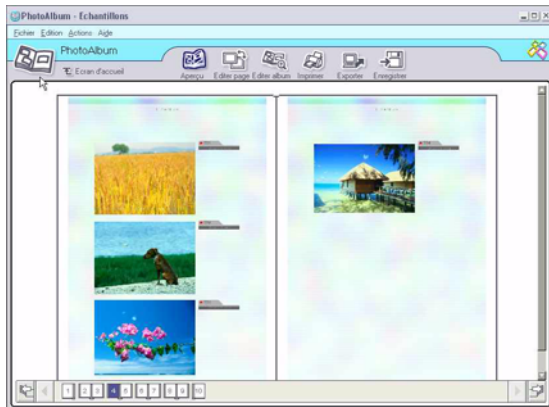 PhotoAlbum - Echantillons
Fichier Edition Actions Aide
PhotoAlbum
Ecran d'accueil
Aperçu Editer page Editer album Imprimer Exporter Enregistrer
1 2 3 4 5 6 7 8 9 10